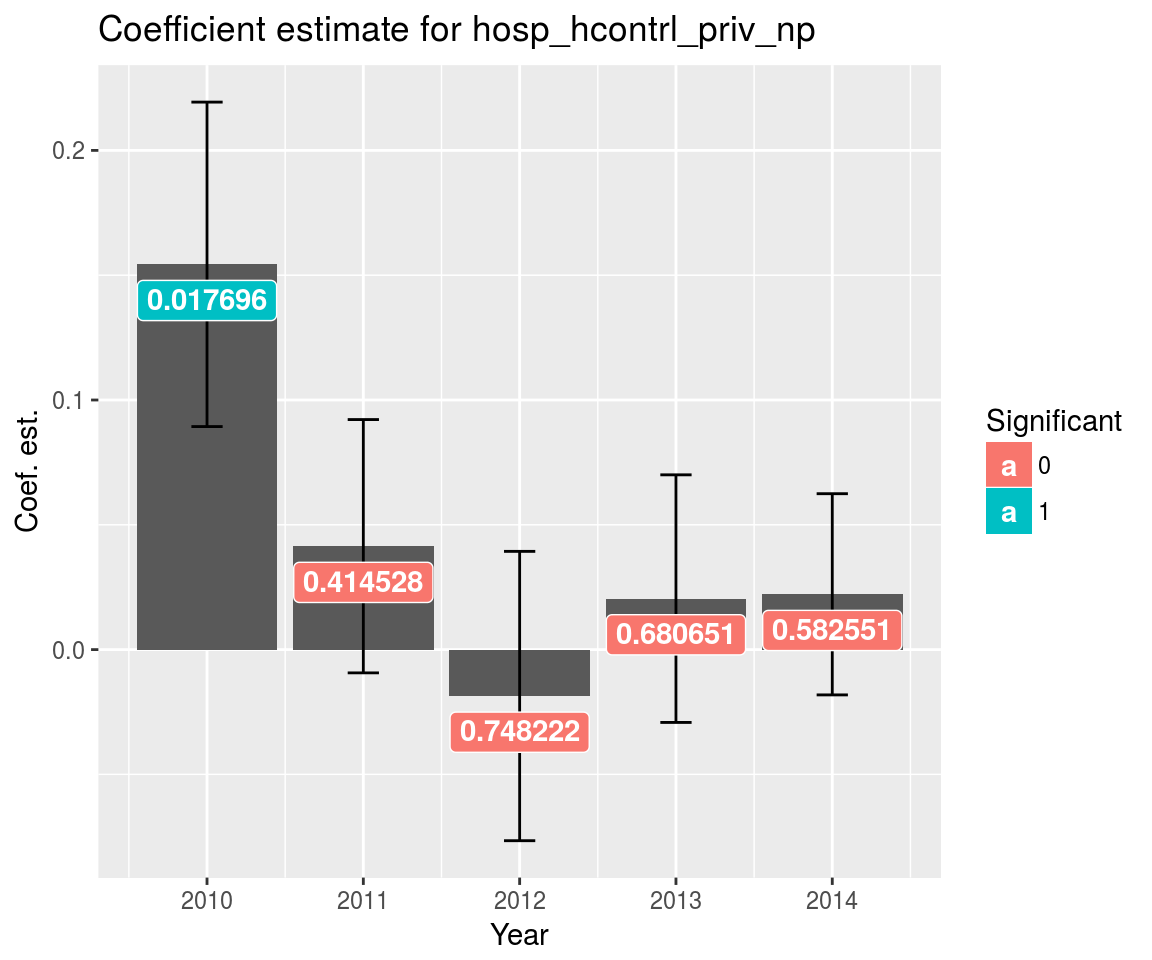 Coefficient estimate for hosp_hcontrl_priv_np
0.2
0.1
0.0
Coef. est.
0.017696
0.414528
0.748222
0.680651
0.582551
2010 2011 2012 2013 2014
Year
Significant
a 0
a 1